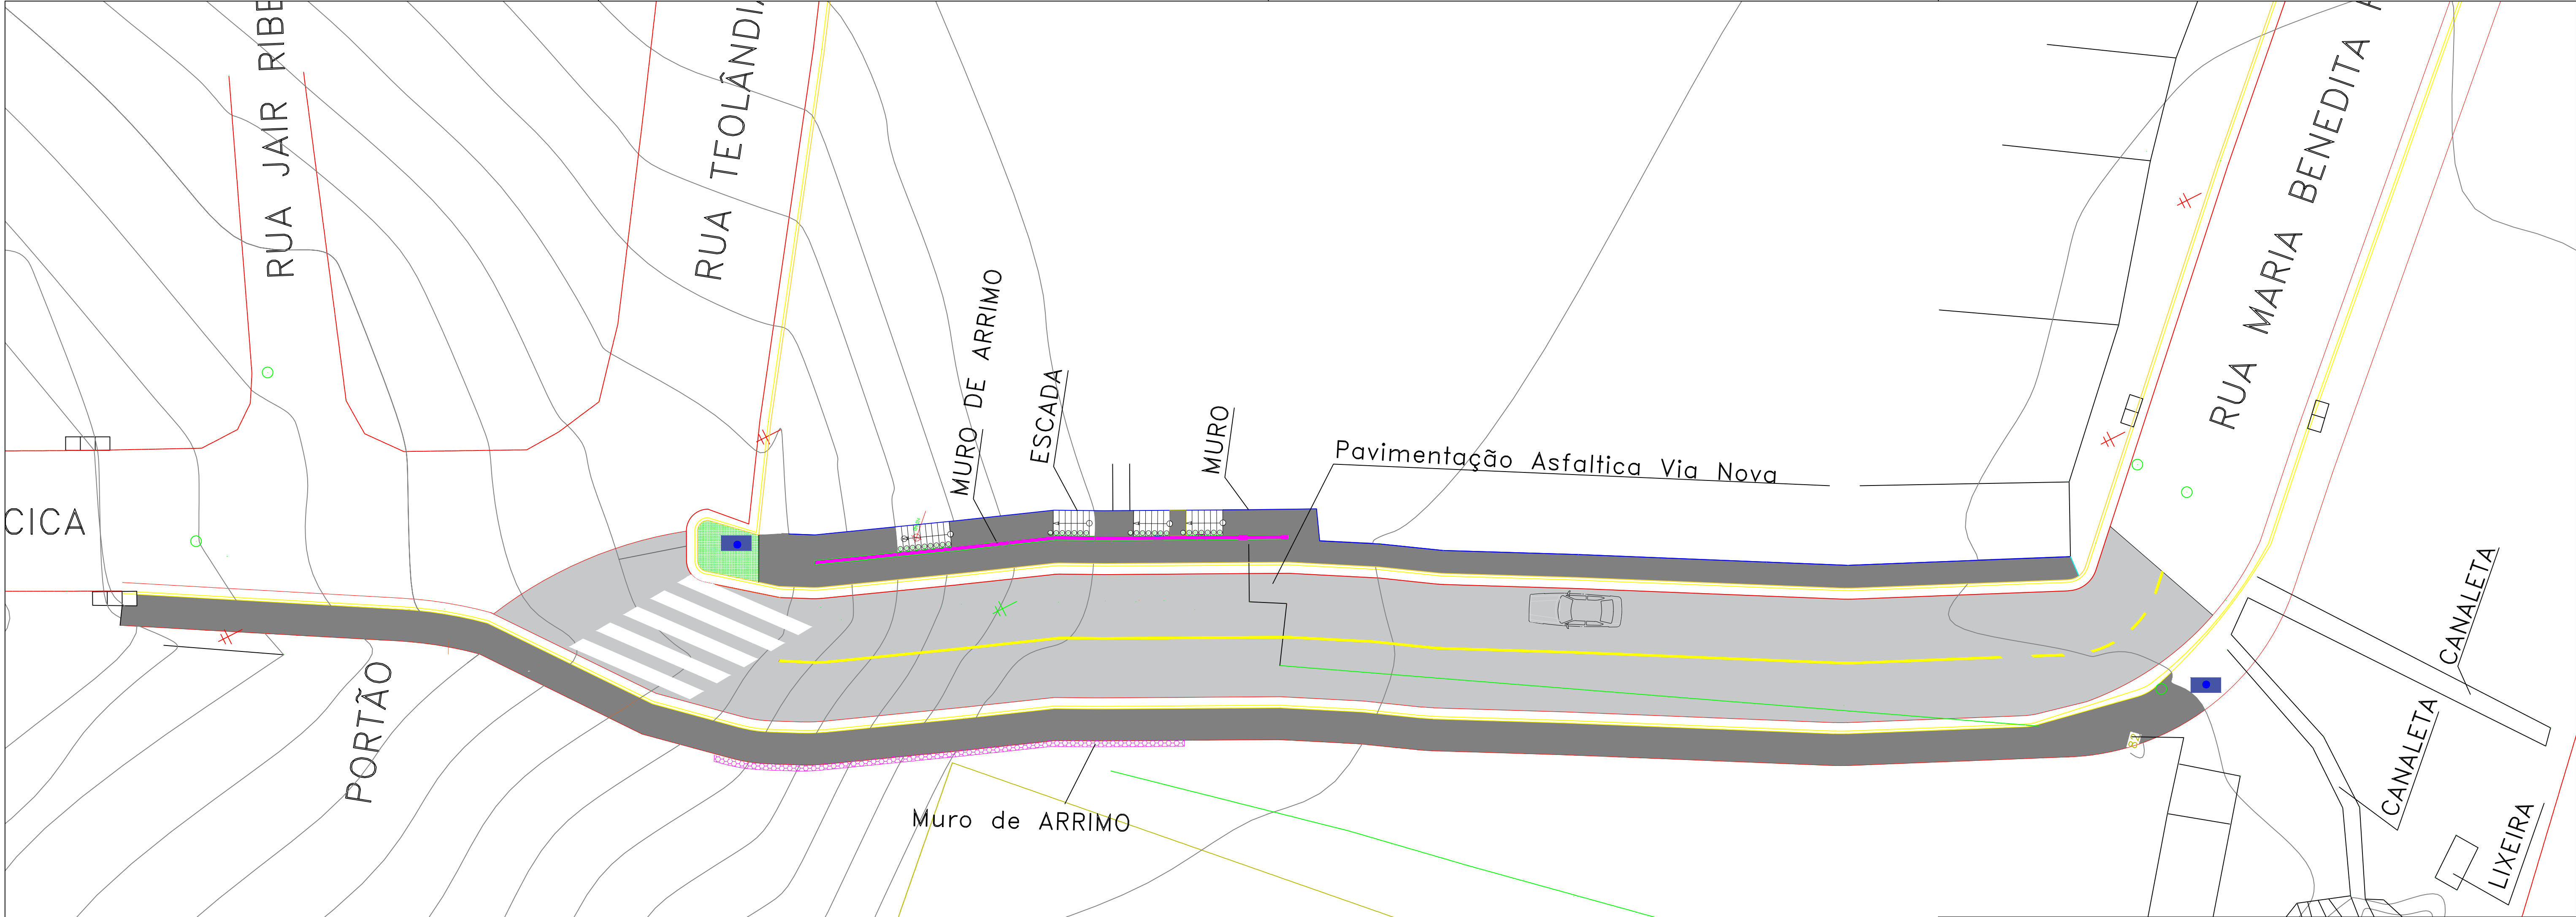 RUA JAIR RIBE
RUA TEOLÂNDIA
RUA MARIA BENEDITA
MURO DE ARRIMO
ESCADA
MURO
Pavimentação Asfaltica Via Nova
CICA
PORTÃO
Muro de ARRIMO
CANALETA
CANALETA
LIXEIRA